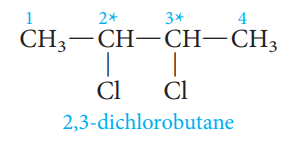 1 2* 3* 4
CH₃—CH—CH—CH₃
Cl Cl
2,3-dichlorobutane